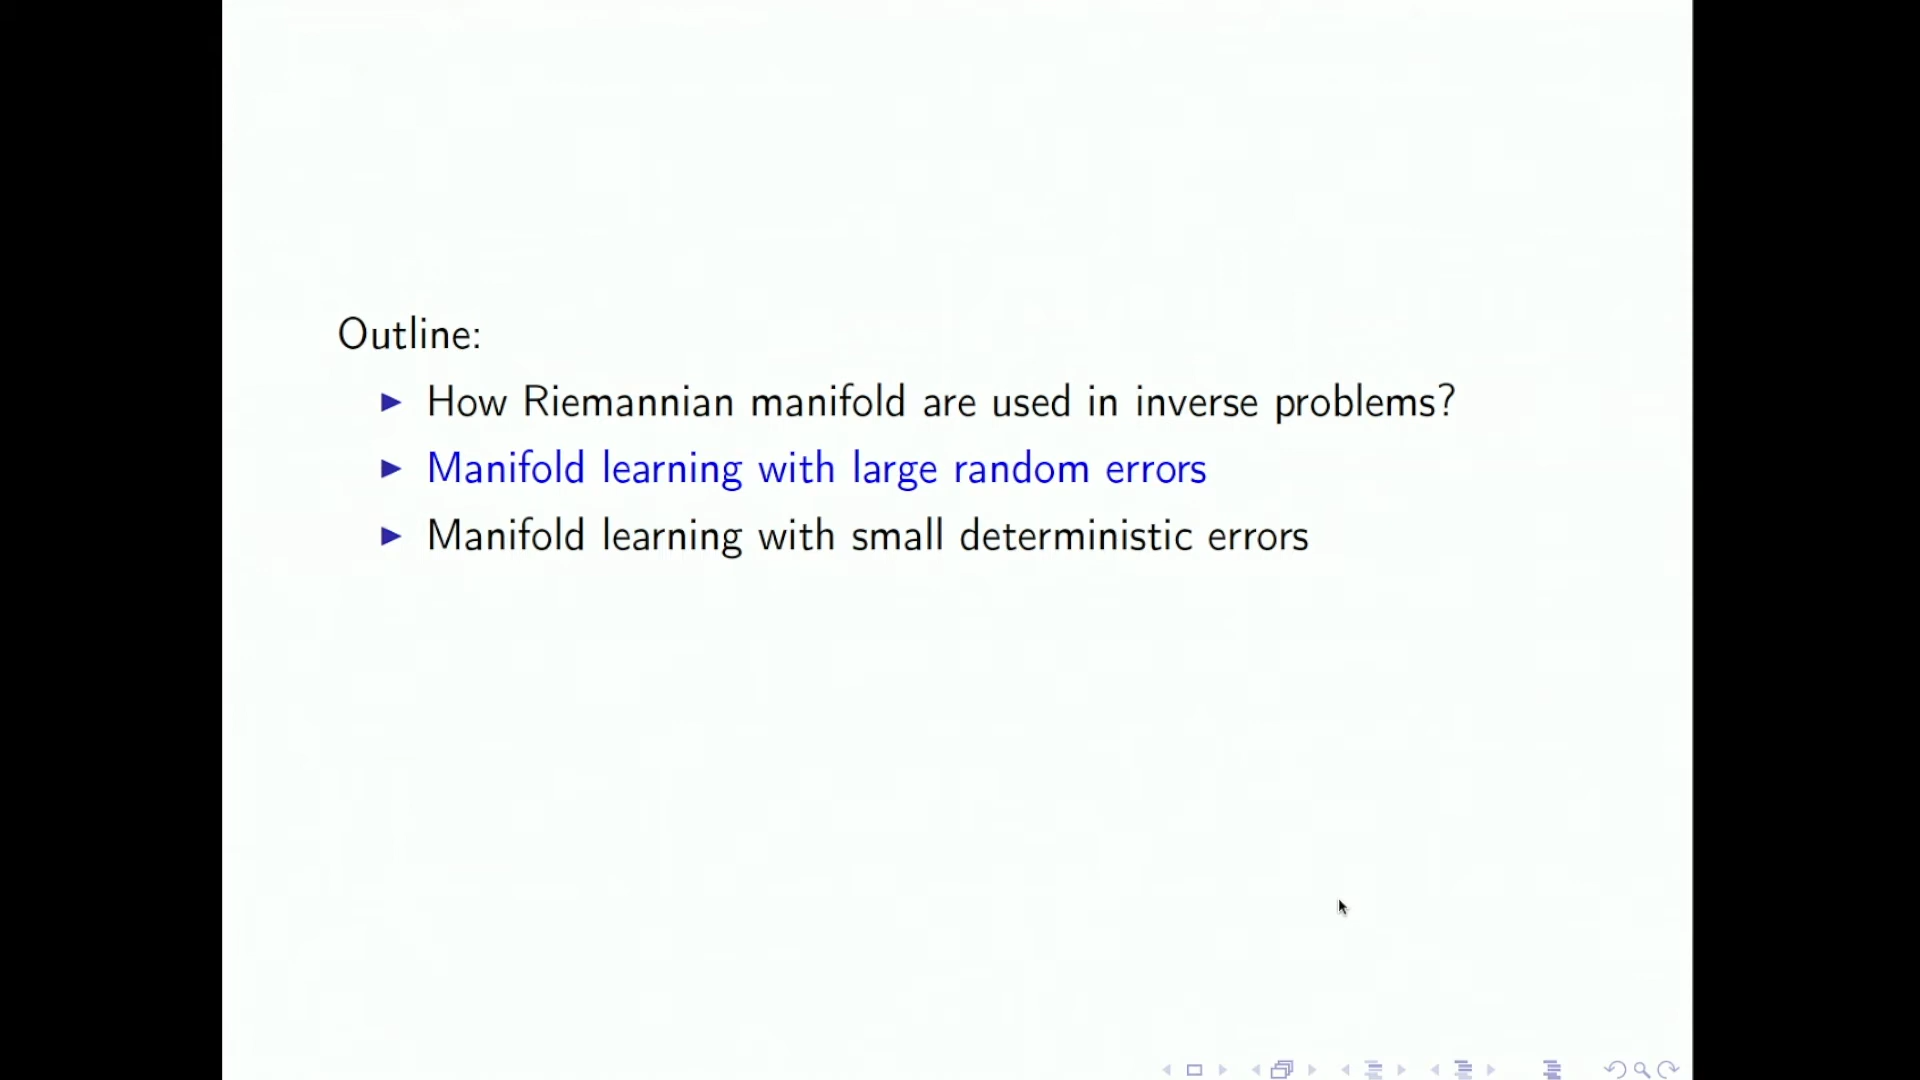 Outline:
How Riemannian manifold are used in inverse problems?
Manifold learning with large random errors
Manifold learning with small deterministic errors